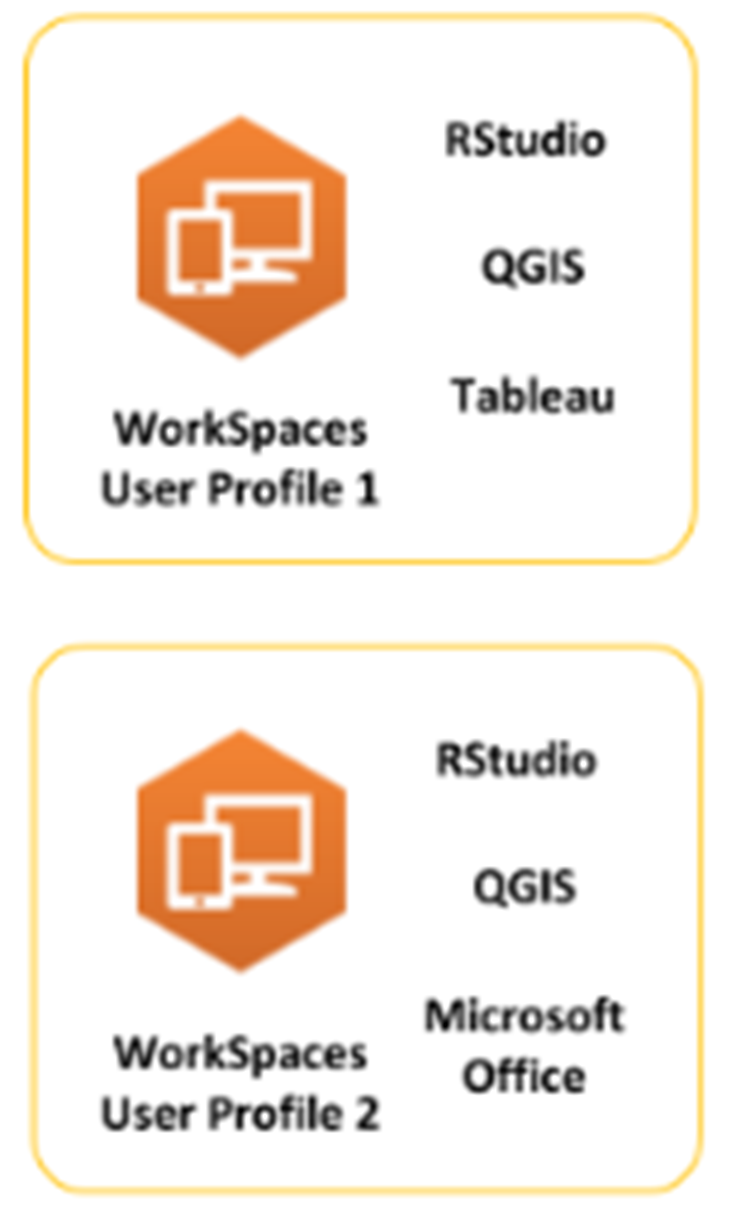 RStudio
QGIS
Tableau
WorkSpaces
User Profile 1
RStudio
QGIS
Microsoft
Office
WorkSpaces
User Profile 2